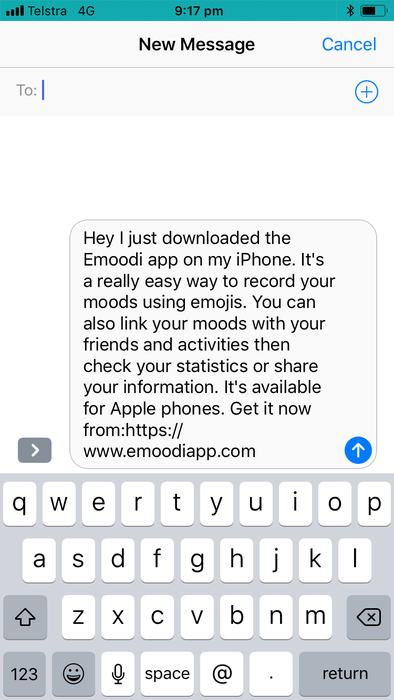 Telstra 4G 9:17 pm
New Message Cancel
To:
Hey I just downloaded the
Emoodi app on my iPhone. It's
a really easy way to record your
moods using emojis. You can
also link your moods with your
friends and activities then
check your statistics or share
your information. It's available
for Apple phones. Get it now
from:https://
www.emoodiapp.com
q w e r t y u i o p
a s d f g h j k l
z x c v b n m
123 space @ . return